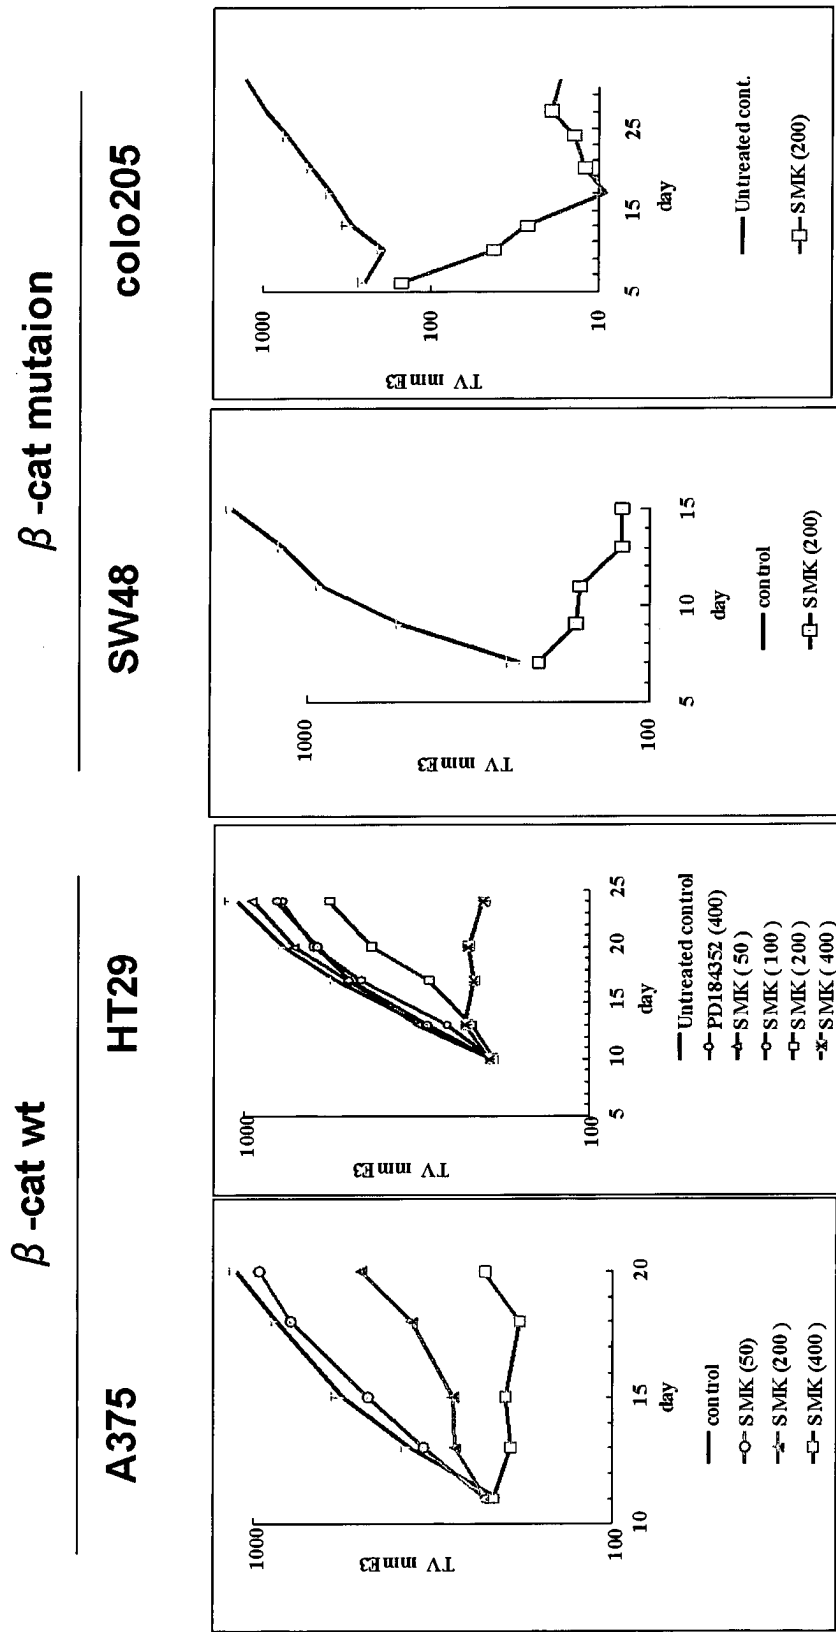 β-cat wt
β-cat mutaion
A375
HT29
SW48
colo205
1000
TV mmE3
100
10
15
20
day
control
SMK (50)
SMK (200 )
SMK (400)
1000
TV mmE3
100
5
10
15
20
25
day
Untreated control
PD184352 (400)
SMK ( 50 )
SMK ( 100 )
SMK ( 200 )
SMK ( 400 )
1000
TV mmE3
100
5
10
15
day
control
SMK (200)
1000
TV mmE3
100
10
5
15
25
day
Untreated cont.
SMK (200)